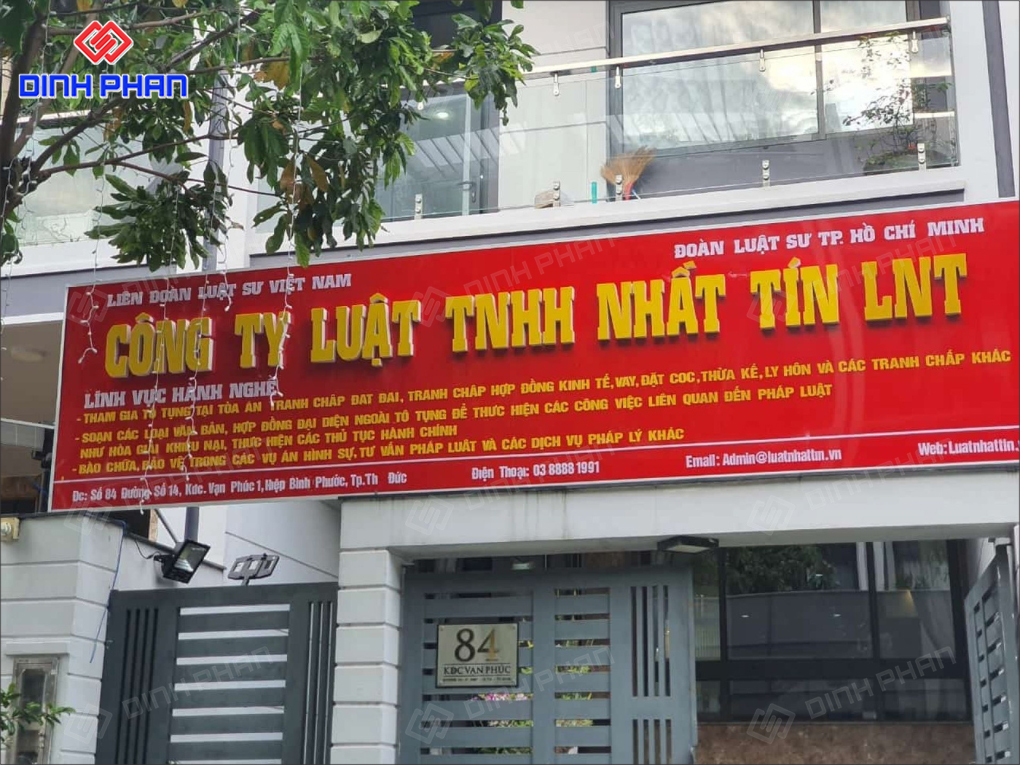 DINH PHAN
LIÊN ĐOÀN LUẬT SƯ VIỆT NAM
ĐOÀN LUẬT SƯ TP. HỒ CHÍ MINH
CÔNG TY LUẬT TNHH NHẤT TÍN LNT
LĨNH VỰC HÀNH NGHỀ
- THAM GIA TỐ TỤNG TẠI TÒA ÁN TRANH CHẤP ĐẤT ĐAI, TRANH CHẤP HỢP ĐỒNG KINH TẾ, VAY, ĐẶT CỌC, THỪA KẾ, LY HÔN VÀ CÁC TRANH CHẤP KHÁC
- SOẠN CÁC LOẠI VĂN BẢN, HỢP ĐỒNG ĐẠI DIỆN NGOÀI TỐ TỤNG ĐỂ THỰC HIỆN CÁC CÔNG VIỆC LIÊN QUAN ĐẾN PHÁP LUẬT
NHƯ HÒA GIẢI KHIẾU NẠI, THỰC HIỆN CÁC THỦ TỤC HÀNH CHÍNH
- BÀO CHỮA, BẢO VỆ TRONG CÁC VỤ ÁN HÌNH SỰ, TƯ VẤN PHÁP LUẬT VÀ CÁC DỊCH VỤ PHÁP LÝ KHÁC
Đc: Số 84 Đường Số 14, Kđc. Vạn Phúc 1, Hiệp Bình Phước, Tp.Th Đức
Điện Thoại: 03 8888 1991
Email: Admin@luatnhattin.vn
Web: Luatnhattin.vn
84
KDC VAN PHUC